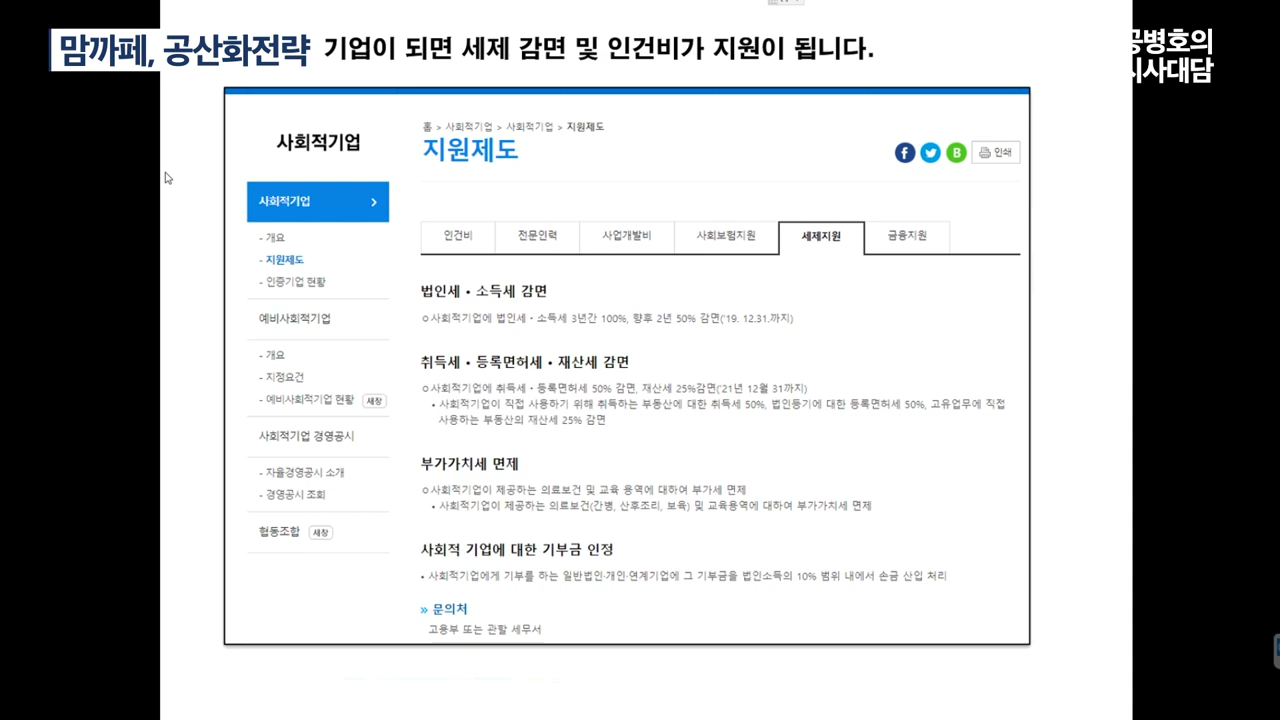 맘까페, 공산화전략
기업이 되면 세제 감면 및 인건비가 지원이 됩니다.
공병호의
시사대담
사회적기업
사회적기업
- 개요
- 지원제도
- 인증기업 현황
예비사회적기업
- 개요
- 지정요건
- 예비사회적기업 현황 새창
사회적기업 경영공시
- 자율경영공시 소개
- 경영공시 조회
협동조합 새창
홈 > 사회적기업 > 사회적기업 > 지원제도
지원제도
f B 인쇄
인건비 전문인력 사업개발비 사회보험지원 세제지원 금융지원
법인세 • 소득세 감면
ㅇ사회적기업에 법인세・소득세 3년간 100%, 향후 2년 50% 감면('19. 12.31.까지)
취득세 • 등록면허세 • 재산세 감면
ㅇ사회적기업에 취득세・등록면허세 50% 감면, 재산세 25%감면('21년 12월 31까지)
• 사회적기업이 직접 사용하기 위해 취득하는 부동산에 대한 취득세 50%, 법인등기에 대한 등록면허세 50%, 고유업무에 직접
사용하는 부동산의 재산세 25% 감면
부가가치세 면제
ㅇ사회적기업이 제공하는 의료보건 및 교육 용역에 대하여 부가세 면제
• 사회적기업이 제공하는 의료보건(간병, 산후조리, 보육) 및 교육용역에 대하여 부가가치세 면제
사회적 기업에 대한 기부금 인정
• 사회적기업에게 기부를 하는 일반법인·개인·연계기업에 그 기부금을 법인소득의 10% 범위 내에서 손금 산입 처리
» 문의처
고용부 또는 관할 세무서